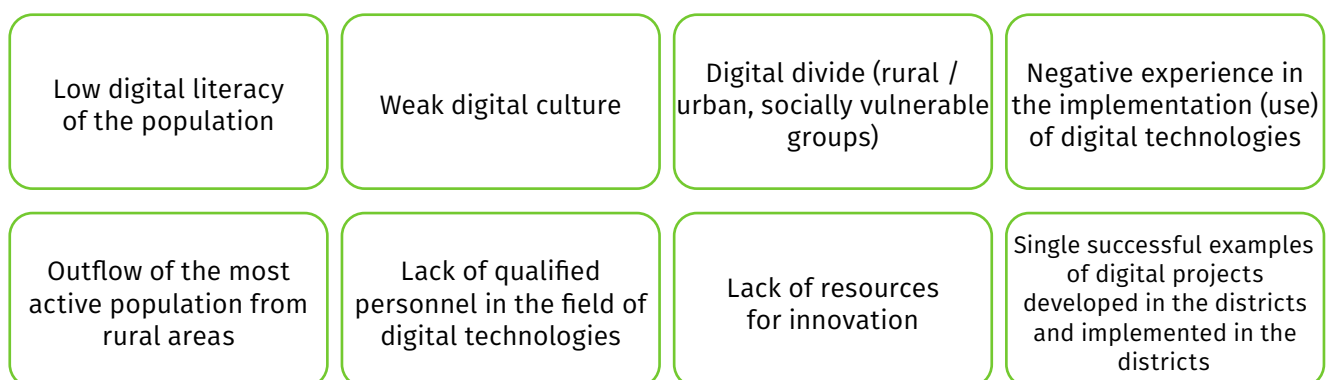 Low digital literacy
of the population
Weak digital culture
Digital divide (rural /
urban, socially vulnerable
groups)
Negative experience in
the implementation (use)
of digital technologies
Outflow of the most
active population from
rural areas
Lack of qualified
personnel in the field of
digital technologies
Lack of resources
for innovation
Single successful examples
of digital projects
developed in the districts
and implemented in the
districts